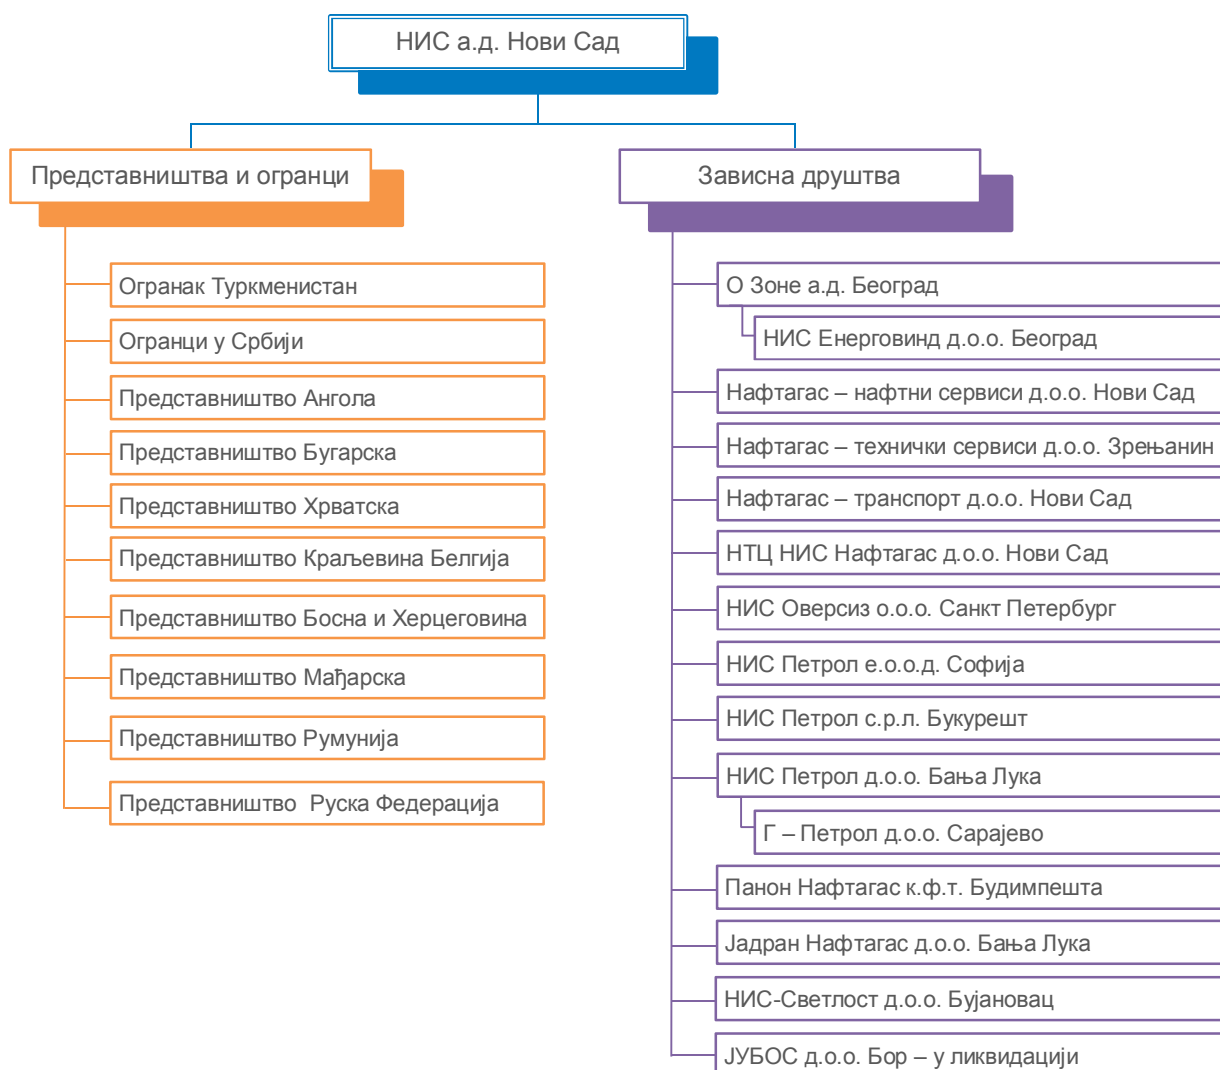 НИС а.д. Нови Сад
Представништва и огранци
Огранак Туркменистан
Огранци у Србији
Представништво Ангола
Представништво Бугарска
Представништво Хрватска
Представништво Краљевина Белгија
Представништво Босна и Херцеговина
Представништво Мађарска
Представништво Румунија
Представништво  Руска Федерација
Зависна друштва
О Зоне а.д. Београд
НИС Енерговинд д.о.о. Београд
Нафтагас – нафтни сервиси д.о.о. Нови Сад
Нафтагас – технички сервиси д.о.о. Зрењанин
Нафтагас – транспорт д.о.о. Нови Сад
НТЦ НИС Нафтагас д.о.о. Нови Сад
НИС Оверсиз о.о.о. Санкт Петербург
НИС Петрол е.о.о.д. Софија
НИС Петрол с.р.л. Букурешт
НИС Петрол д.о.о. Бања Лука
Г – Петрол д.о.о. Сарајево
Панон Нафтагас к.ф.т. Будимпешта
Јадран Нафтагас д.о.о. Бања Лука
НИС-Светлост д.о.о. Бујановац
ЈУБОС д.о.о. Бор – у ликвидацији